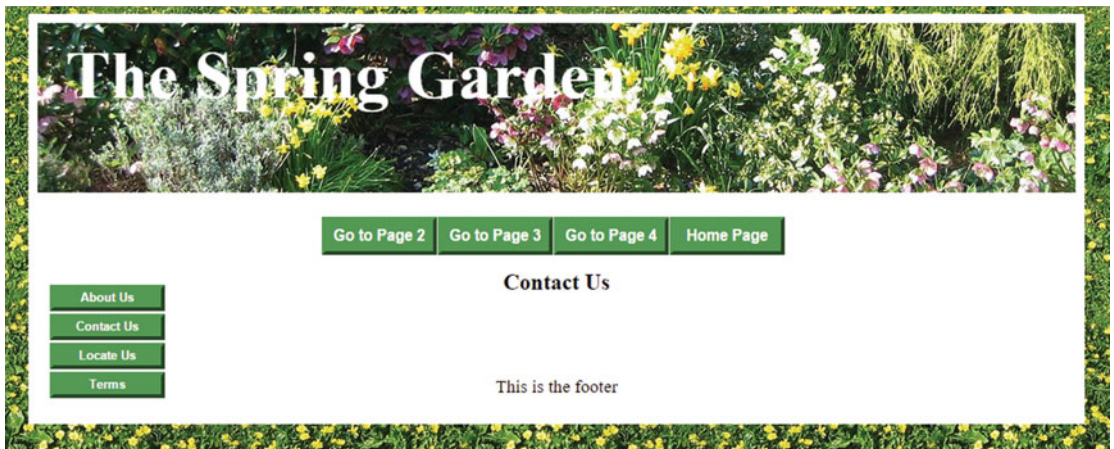 The Spring Garden
Go to Page 2 Go to Page 3 Go to Page 4 Home Page
Contact Us
About Us
Contact Us
Locate Us
Terms
This is the footer